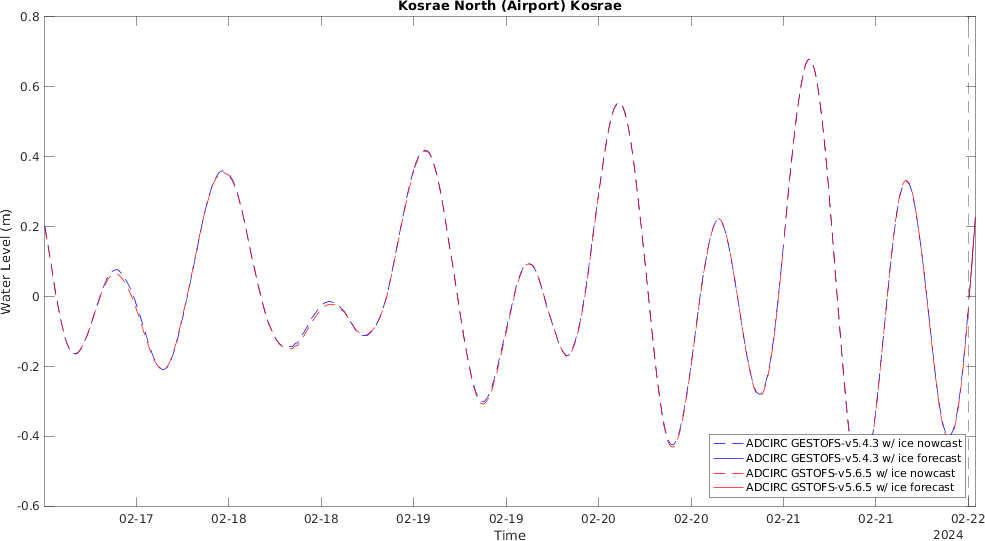 Kosrae North (Airport) Kosrae
0.8
0.6
0.4
0.2
0
-0.2
-0.4
-0.6
Water Level (m)
ADCIRC GESTOFS-v5.4.3 w/ ice nowcast
ADCIRC GESTOFS-v5.4.3 w/ ice forecast
ADCIRC GSTOFS-v5.6.5 w/ ice nowcast
ADCIRC GSTOFS-v5.6.5 w/ ice forecast
02-17 02-18 02-18 02-19 02-19 02-20 02-20 02-21 02-21 02-22
Time
2024